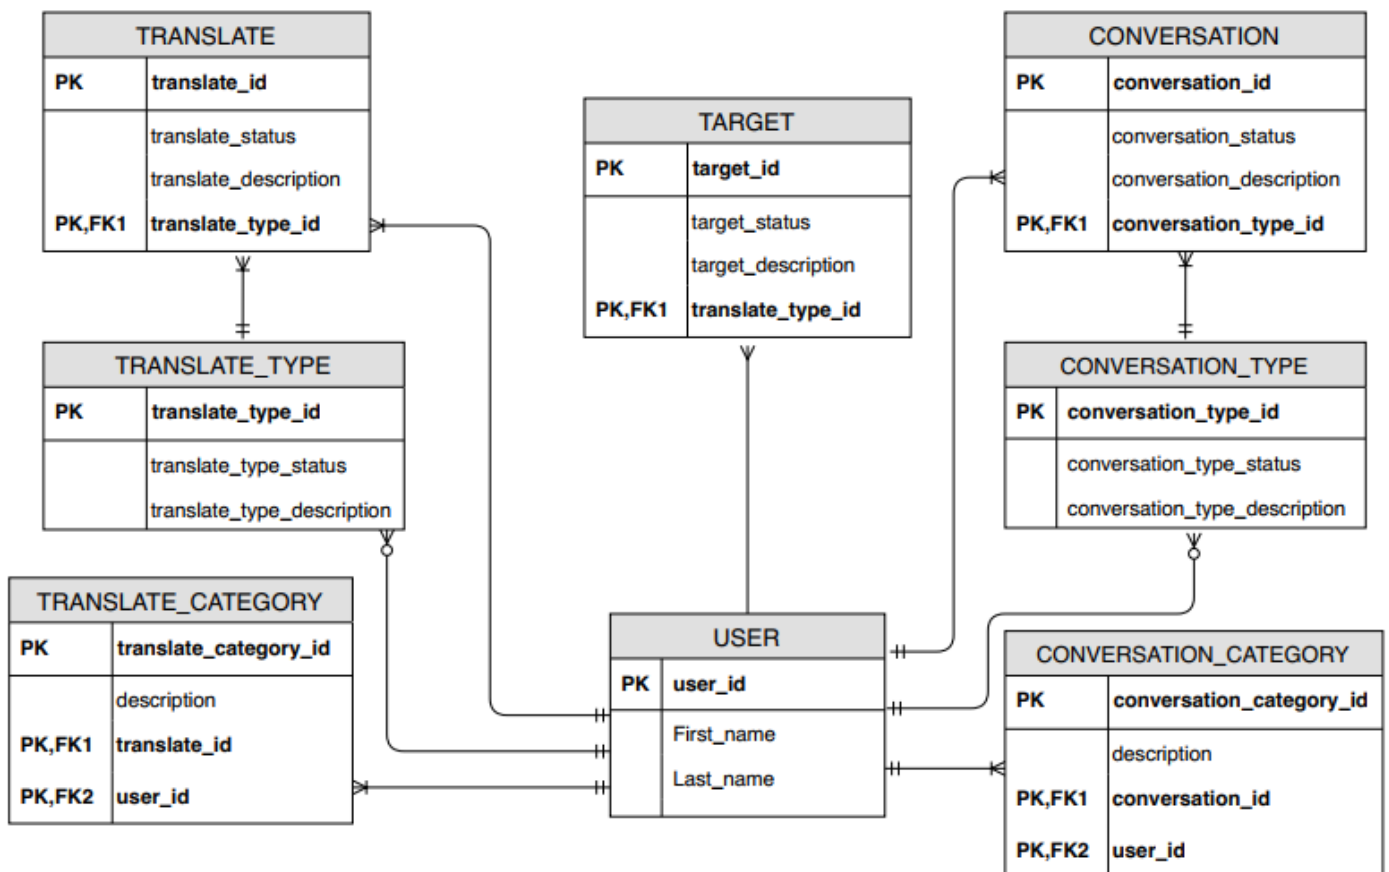 TRANSLATE
PK translate_id
translate_status
translate_description
PK,FK1 translate_type_id
TARGET
PK target_id
target_status
target_description
PK,FK1 translate_type_id
CONVERSATION
PK conversation_id
conversation_status
conversation_description
PK,FK1 conversation_type_id
TRANSLATE_TYPE
PK translate_type_id
translate_type_status
translate_type_description
CONVERSATION_TYPE
PK conversation_type_id
conversation_type_status
conversation_type_description
TRANSLATE_CATEGORY
PK translate_category_id
description
PK,FK1 translate_id
PK,FK2 user_id
USER
PK user_id
First_name
Last_name
CONVERSATION_CATEGORY
PK conversation_category_id
description
PK,FK1 conversation_id
PK,FK2 user_id